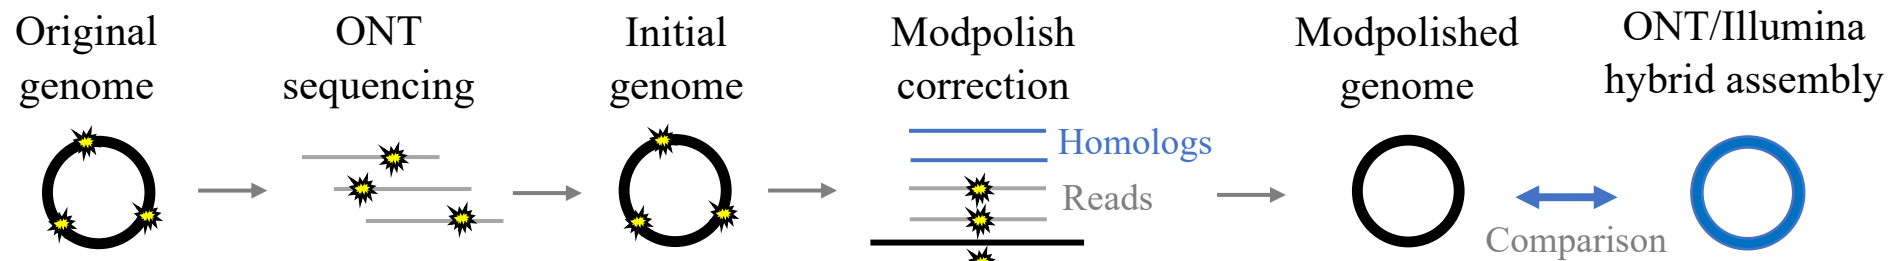 Original
genome
ONT
sequencing
Initial
genome
Modpolish
correction
Homologs
Reads
Modpolished
genome
ONT/Illumina
hybrid assembly
Comparison